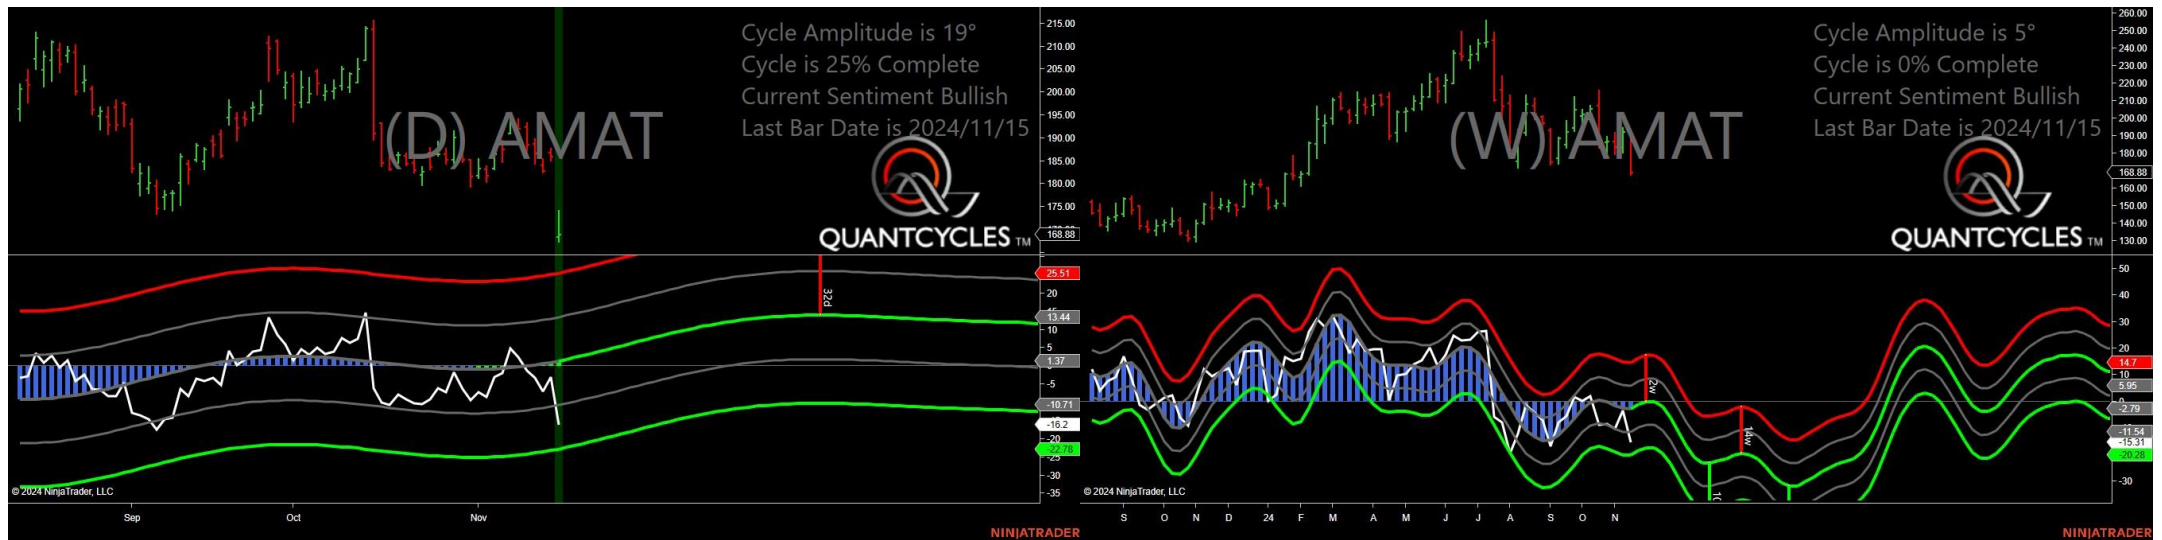 Cycle Amplitude is 19°
Cycle is 25% Complete
Current Sentiment Bullish
Last Bar Date is 2024/11/15
(D) AMAT
QUANTCYCLES TM
215.00
210.00
205.00
200.00
195.00
190.00
185.00
180.00
175.00
168.88
25.51
20
13.44
10
5
1.37
-5
-10.71
-16.2
-20
-22.78
-25
-30
-35
32d
© 2024 NinjaTrader, LLC
Sep Oct Nov
NINJATRADER
Cycle Amplitude is 5°
Cycle is 0% Complete
Current Sentiment Bullish
Last Bar Date is 2024/11/15
(W) AMAT
QUANTCYCLES TM
260.00
250.00
240.00
230.00
220.00
210.00
200.00
190.00
180.00
168.88
160.00
150.00
140.00
130.00
50
40
30
20
14.7
10
5.95
0
-2.79
-11.54
-15.31
-20.28
-30
2w
14w
© 2024 NinjaTrader, LLC
S O N D 24 F M A M J J A S O N
NINJATRADER